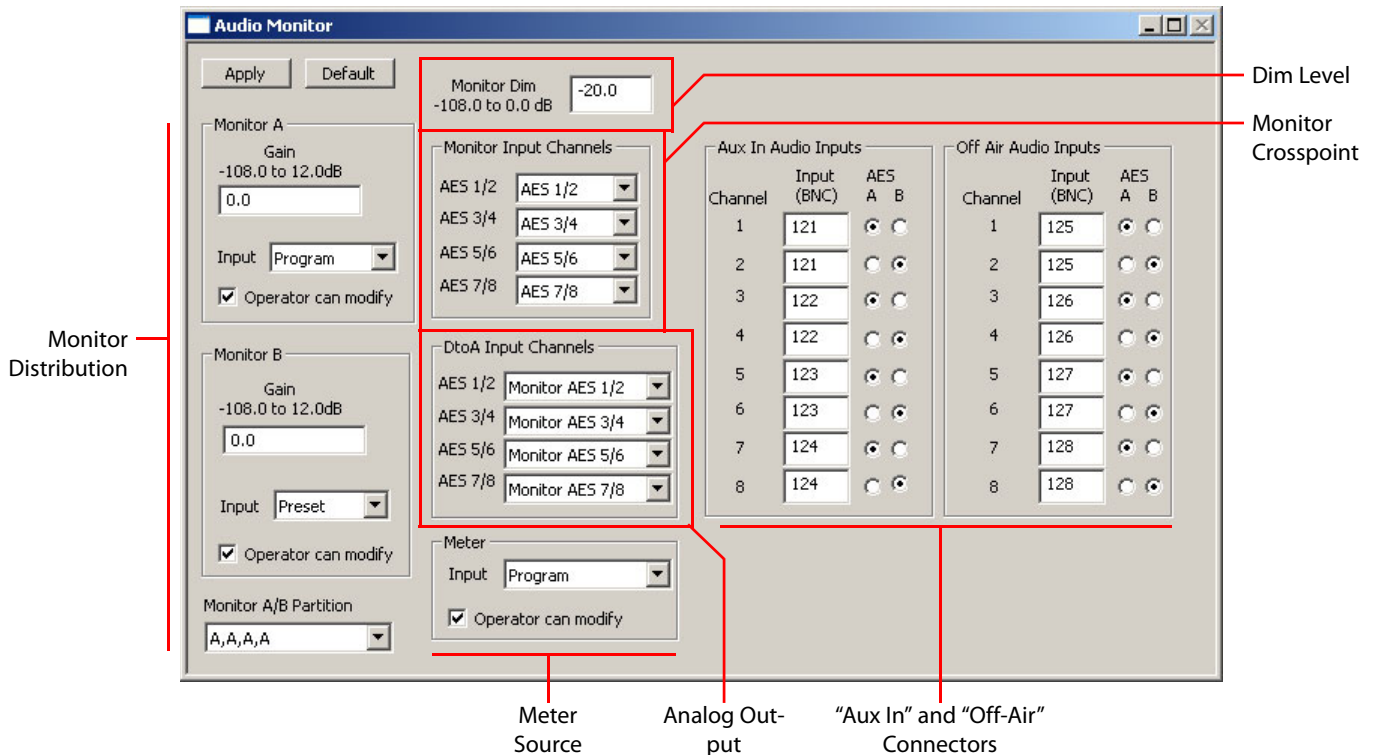 Audio Monitor
Apply
Default
Monitor Dim
-108.0 to 0.0 dB
-20.0
Dim Level
Monitor
Crosspoint
Monitor
Distribution
Monitor A
Gain
-108.0 to 12.0dB
0.0
Input Program
Operator can modify
Monitor B
Gain
-108.0 to 12.0dB
0.0
Input Preset
Operator can modify
Monitor A/B Partition
A,A,A,A
Monitor Input Channels
AES 1/2 AES 1/2
AES 3/4 AES 3/4
AES 5/6 AES 5/6
AES 7/8 AES 7/8
DtoA Input Channels
AES 1/2 Monitor AES 1/2
AES 3/4 Monitor AES 3/4
AES 5/6 Monitor AES 5/6
AES 7/8 Monitor AES 7/8
Meter
Input Program
Operator can modify
Aux In Audio Inputs
Input AES
Channel (BNC) A B
1 121
2 121
3 122
4 122
5 123
6 123
7 124
8 124
Off Air Audio Inputs
Input AES
Channel (BNC) A B
1 125
2 125
3 126
4 126
5 127
6 127
7 128
8 128
Meter
Source
Analog Out-
put
“Aux In” and “Off-Air”
Connectors